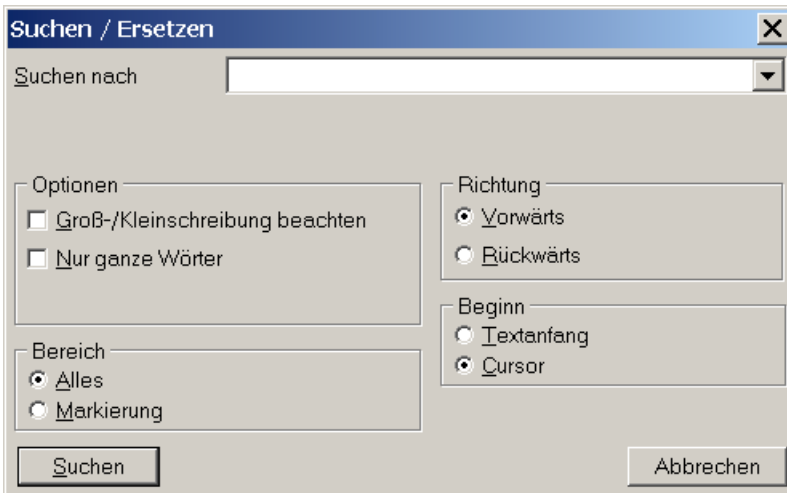 Suchen / Ersetzen
Suchen nach
Optionen
Groß-/Kleinschreibung beachten
Nur ganze Wörter
Richtung
Vorwärts
Rückwärts
Beginn
Textanfang
Cursor
Bereich
Alles
Markierung
Suchen
Abbrechen